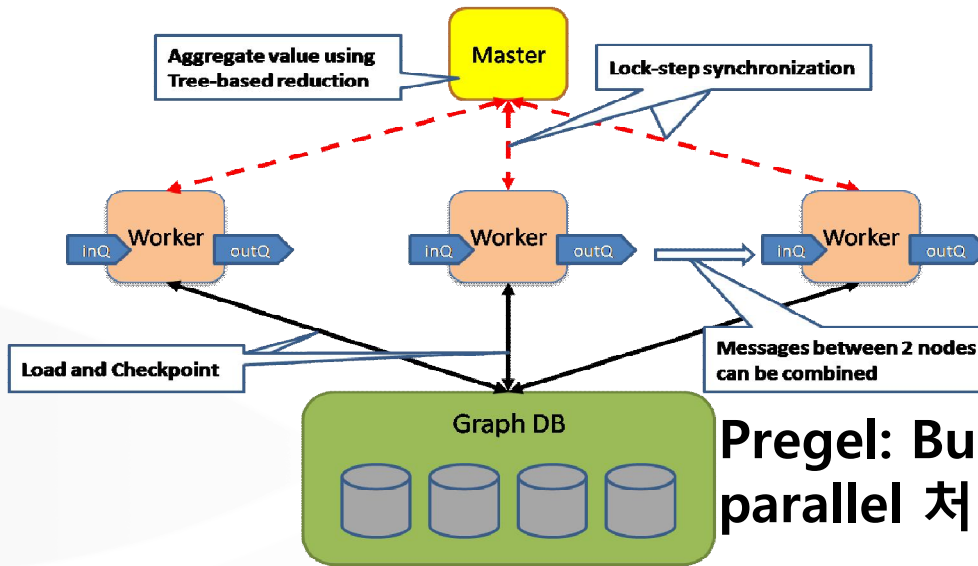 Aggregate value using
Tree-based reduction
Master
Lock-step synchronization
inQ
Worker
outQ
inQ
Worker
outQ
inQ
Worker
outQ
Load and Checkpoint
Messages between 2 nodes
can be combined
Graph DB
Pregel: Bu
parallel 처